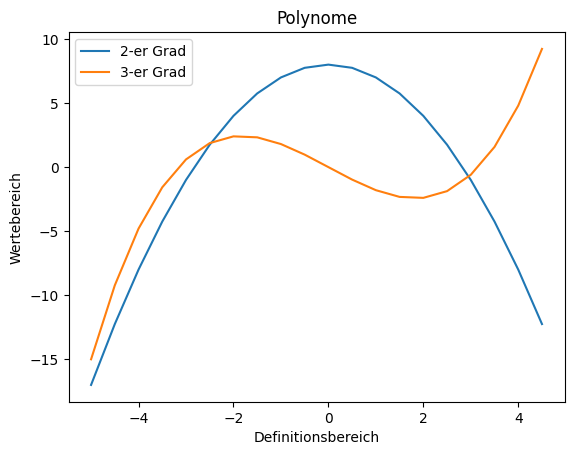 Polynome
2-er Grad
3-er Grad
10
5
0
−5
−10
−15
Wertebereich
−4
−2
0
2
4
Definitionsbereich